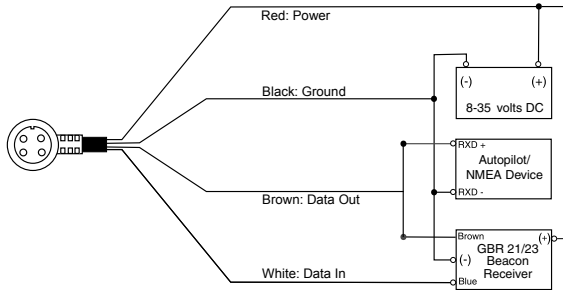 Red: Power
Black: Ground
(-)
(+)
8-35 volts DC
RXD +
Autopilot/
NMEA Device
RXD -
Brown: Data Out
Brown
GBR 21/23
(+)
Beacon
(-)
Receiver
White: Data In
Blue